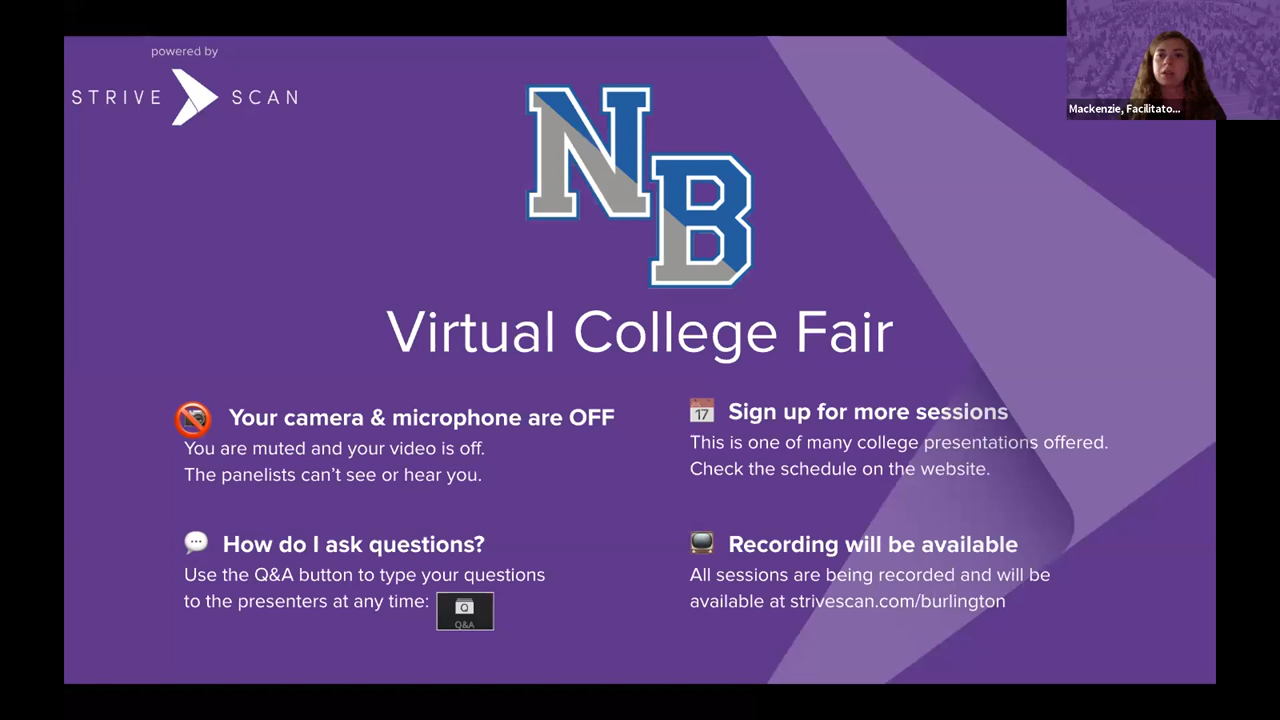 powered by
STRIVE SCAN
Mackenzie, Facilitato...
NB
Virtual College Fair
Your camera & microphone are OFF
You are muted and your video is off.
The panelists can't see or hear you.
Sign up for more sessions
17
This is one of many college presentations offered.
Check the schedule on the website.
How do I ask questions?
Use the Q&A button to type your questions
to the presenters at any time:
Q
Q&A
Recording will be available
All sessions are being recorded and will be
available at strivescan.com/burlington